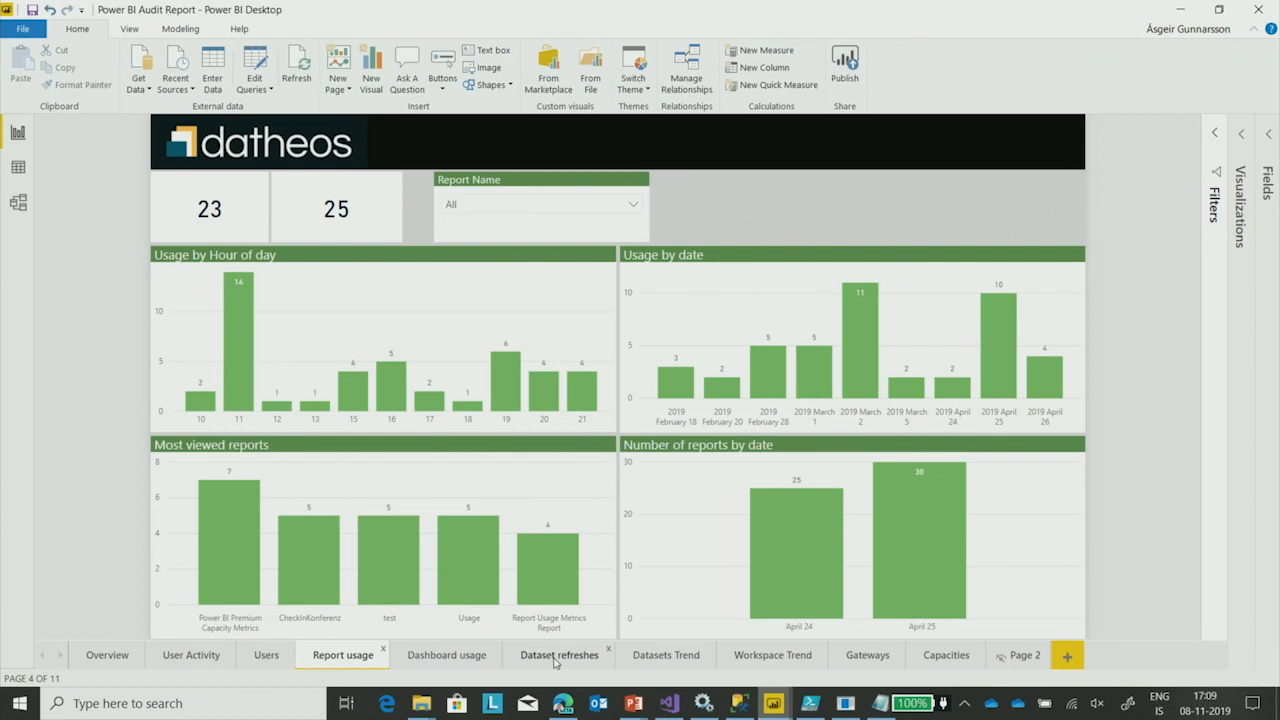 Power BI Audit Report - Power BI Desktop
File
Home
View
Modeling
Help
Ásgeir Gunnarsson
Paste
Cut
Copy
Format Painter
Get Data
Recent Sources
Enter Data
Edit Queries
Refresh
New Page
New Visual
Ask A Question
Buttons
Text box
Image
Shapes
From Marketplace
From File
Switch Theme
Manage Relationships
New Measure
New Column
New Quick Measure
Publish
Clipboard
External data
Insert
Custom visuals
Themes
Relationships
Calculations
Share
datheos
23
25
Report Name
All
Filters
Visualizations
Fields
Usage by Hour of day
10
5
0
2
14
1
1
4
5
2
1
6
4
4
10 11 12 13 15 16 17 18 19 20 21
Usage by date
10
5
0
3
2
5
5
11
2
2
10
4
2019 February 18
2019 February 20
2019 February 28
2019 March 1
2019 March 2
2019 March 5
2019 April 24
2019 April 25
2019 April 26
Most viewed reports
8
6
4
2
0
7
5
5
5
4
Power BI Premium Capacity Metrics
CheckInKonferenz
test
Usage
Report Usage Metrics Report
Number of reports by date
30
20
10
0
25
30
April 24
April 25
Overview
User Activity
Users
Report usage
Dashboard usage
Dataset refreshes
Datasets Trend
Workspace Trend
Gateways
Capacities
Page 2
PAGE 4 OF 11
Type here to search
100%
ENG
IS
17:09
08-11-2019